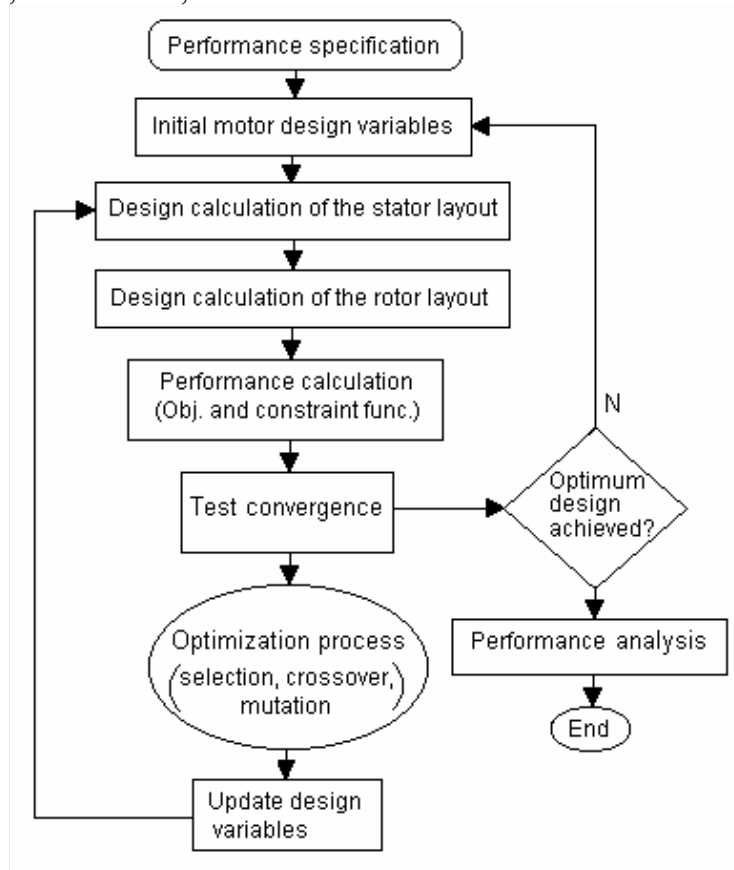 Performance specification
Initial motor design variables
Design calculation of the stator layout
Design calculation of the rotor layout
Performance calculation
(Obj. and constraint func.)
Test convergence
N
Optimum
design
achieved?
Optimization process
(selection, crossover,
mutation)
Performance analysis
End
Update design
variables